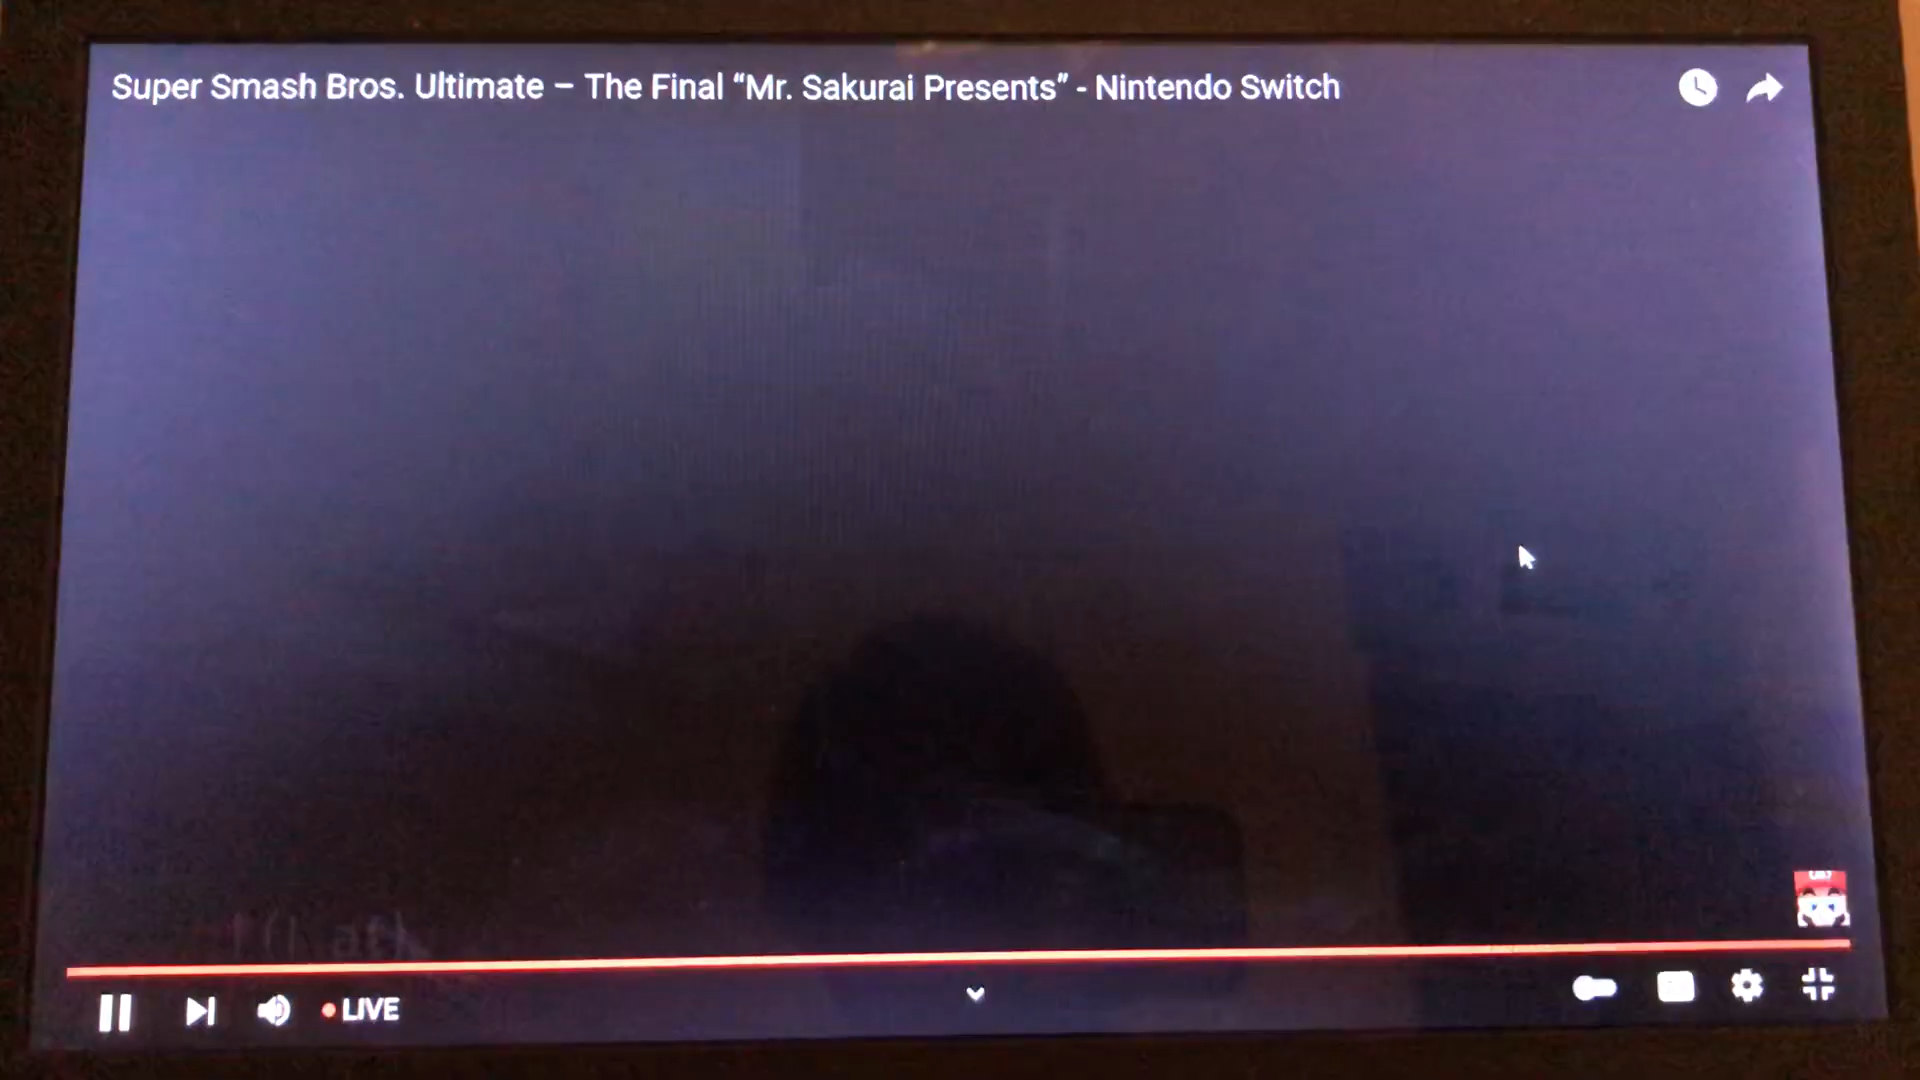 Super Smash Bros. Ultimate – The Final “Mr. Sakurai Presents” - Nintendo Switch
LIVE